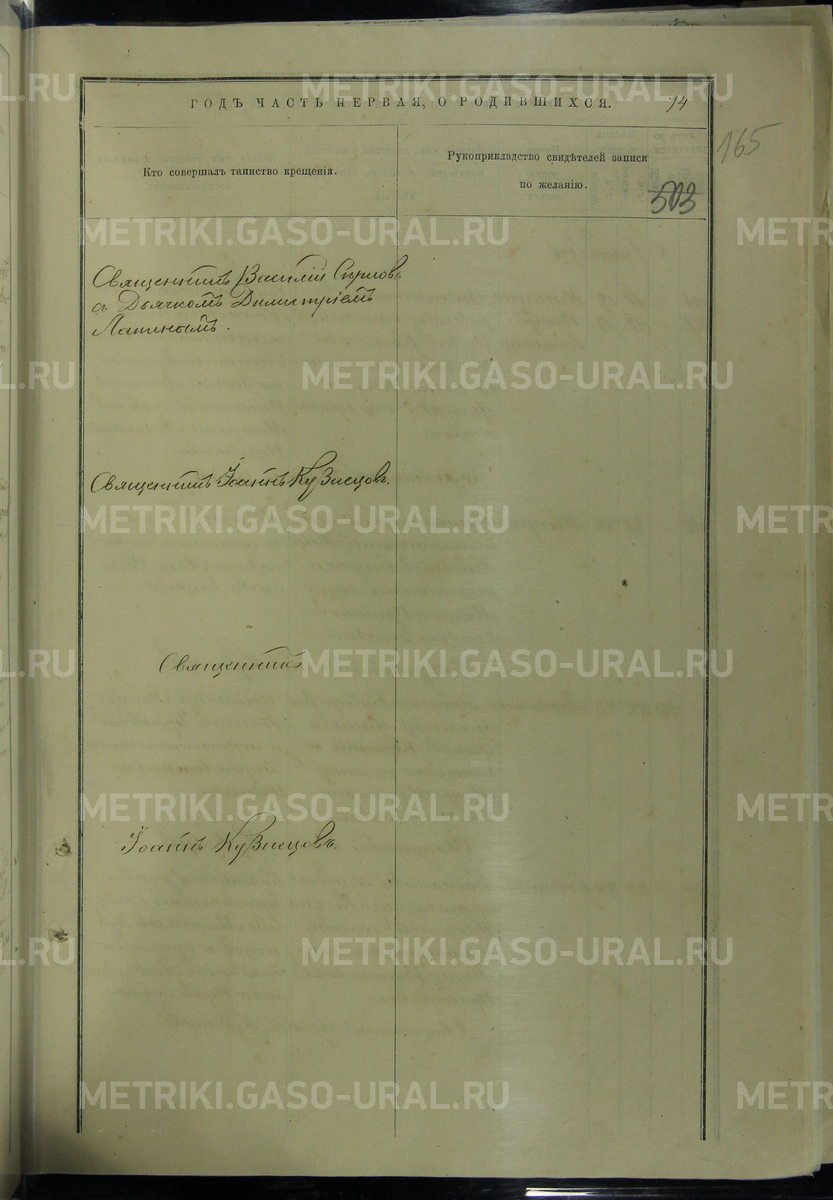 ГОДЪ ЧАСТЬ ПЕРВАЯ, О РОДИВШИХСЯ. 74
165
Кто совершалъ таинство крещенія.
Рукоприкладство свидѣтелей записи
по желанію.
503
Священникъ Василій
съ Дьячкомъ Димитріемъ
Лапинымъ.
Священникъ Іоаннъ Кузнецовъ.
Священникъ
Іоаннъ Кузнецовъ.
METRIKI.GASO-URAL.RU